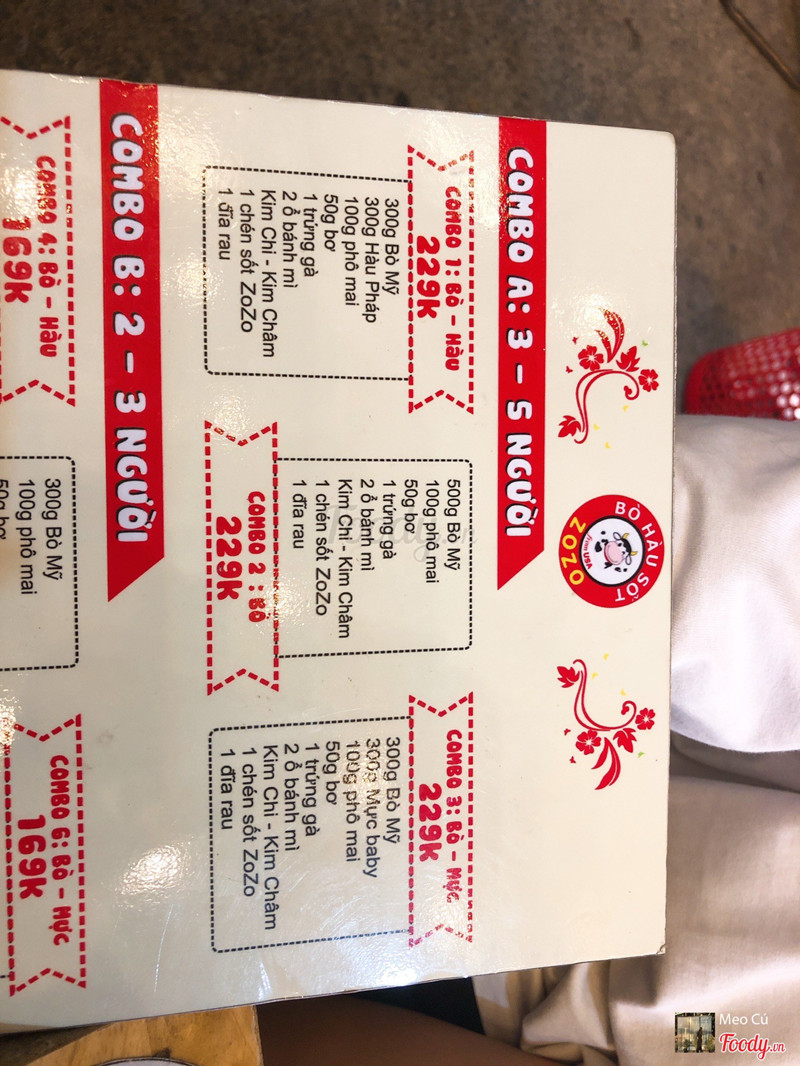 BÒ HÀU SỐT
ZOZO
from USA
COMBO A: 3 - 5 NGƯỜI
COMBO 1: BÒ - HÀU
229K
300g Bò Mỹ
300g Hàu Pháp
100g phô mai
50g bơ
1 trứng gà
2 ổ bánh mì
Kim Chi - Kim Châm
1 chén sốt ZoZo
1 đĩa rau
COMBO 2 : BÒ
229K
500g Bò Mỹ
100g phô mai
50g bơ
1 trứng gà
2 ổ bánh mì
Kim Chi - Kim Châm
1 chén sốt ZoZo
1 đĩa rau
COMBO 3: BÒ - MỰC
229K
300g Bò Mỹ
300g Mực baby
100g phô mai
50g bơ
1 trứng gà
2 ổ bánh mì
Kim Chi - Kim Châm
1 chén sốt ZoZo
1 đĩa rau
COMBO B: 2 - 3 NGƯỜI
COMBO 4: BÒ - HÀU
169K
300g Bò Mỹ
100g phô mai
50g bơ
COMBO 6: BÒ - MỰC
169K
Foody.vn
Meo Cú
Foody.vn